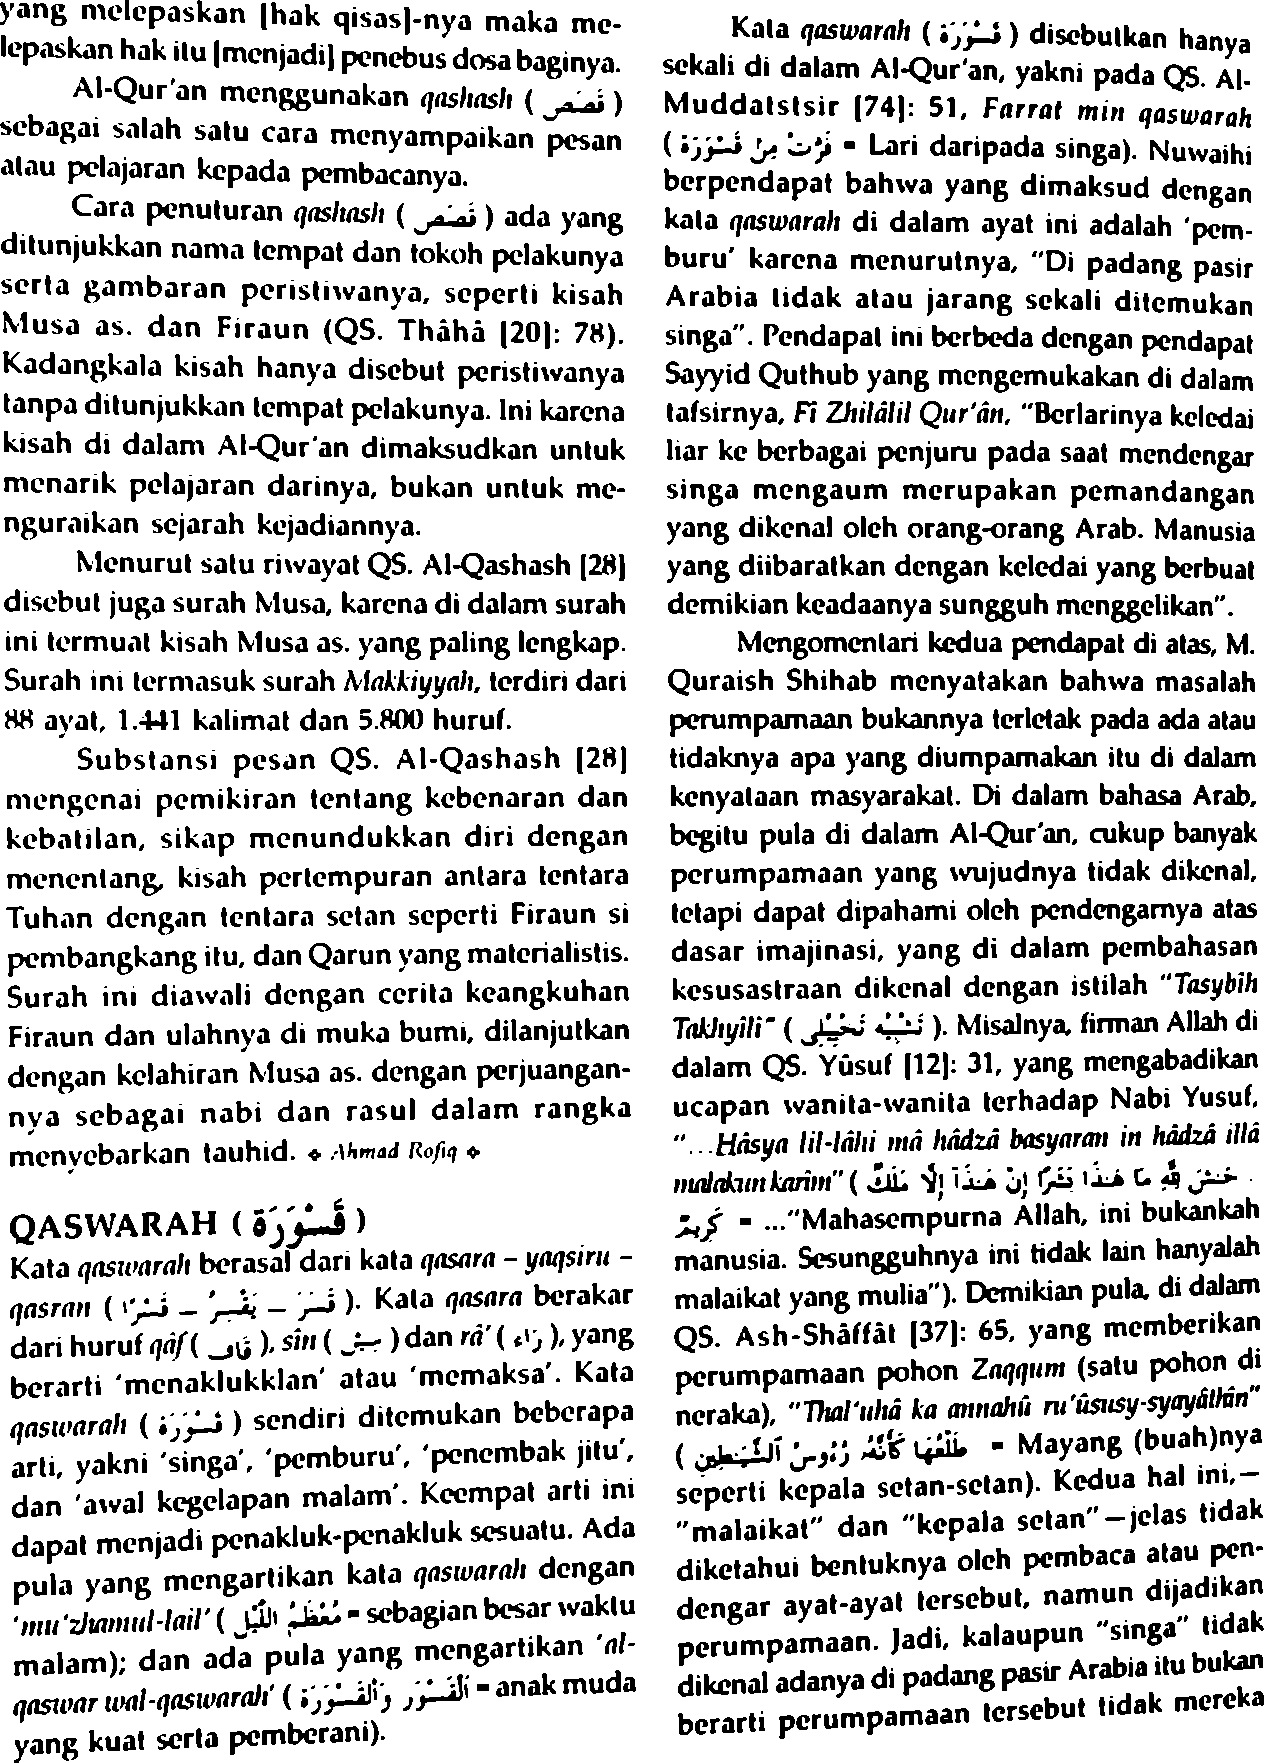 yang melepaskan [hak qisas]-nya maka me-
lepaskan hak itu [menjadi] penebus dosa baginya.
Al-Qur'an menggunakan qashash ( قَصَص )
sebagai salah satu cara menyampaikan pesan
atau pelajaran kepada pembacanya.
Cara penuturan qashash ( قَصَص ) ada yang
ditunjukkan nama tempat dan tokoh pelakunya
serta gambaran peristiwanya, seperti kisah
Musa as. dan Firaun (QS. Thâhâ [20]: 78).
Kadangkala kisah hanya disebut peristiwanya
tanpa ditunjukkan tempat pelakunya. Ini karena
kisah di dalam Al-Qur'an dimaksudkan untuk
menarik pelajaran darinya, bukan untuk me-
nguraikan sejarah kejadiannya.
Menurut satu riwayat QS. Al-Qashash [28]
disebut juga surah Musa, karena di dalam surah
ini termuat kisah Musa as. yang paling lengkap.
Surah ini termasuk surah Makkiyyah, terdiri dari
88 ayat, 1.441 kalimat dan 5.800 huruf.
Substansi pesan QS. Al-Qashash [28]
mengenai pemikiran tentang kebenaran dan
kebatilan, sikap menundukkan diri dengan
menentang, kisah pertempuran antara tentara
Tuhan dengan tentara setan seperti Firaun si
pembangkang itu, dan Qarun yang materialistis.
Surah ini diawali dengan cerita keangkuhan
Firaun dan ulahnya di muka bumi, dilanjutkan
dengan kelahiran Musa as. dengan perjuangan-
nya sebagai nabi dan rasul dalam rangka
menyebarkan tauhid. ❖ Ahmad Rofiq ❖
QASWARAH ( قَسْوَرَة )
Kata qaswarah berasal dari kata qasara – yaqsiru –
qasran ( قَسَرَ – يَقْسِرُ – قَسْرًا ). Kata qasara berakar
dari huruf qâf ( قَاف ), sîn ( سِيْن ) dan râ' ( رَاء ), yang
berarti 'menaklukklan' atau 'memaksa'. Kata
qaswarah ( قَسْوَرَة ) sendiri ditemukan beberapa
arti, yakni 'singa', 'pemburu', 'penembak jitu',
dan 'awal kegelapan malam'. Keempat arti ini
dapat menjadi penakluk-penakluk sesuatu. Ada
pula yang mengartikan kata qaswarah dengan
'mu'zhamul-lail' ( مُعْظَمُ اللَّيْل = sebagian besar waktu
malam); dan ada pula yang mengartikan 'al-
qaswar wal-qaswarah' ( اَلْقَسْوَر وَالْقَسْوَرَة = anak muda
yang kuat serta pemberani).
Kata qaswarah ( قَسْوَرَة ) disebutkan hanya
sekali di dalam Al-Qur'an, yakni pada QS. Al-
Muddatstsir [74]: 51, Farrat min qaswarah
( فَرَّتْ مِنْ قَسْوَرَة = Lari daripada singa). Nuwaihi
berpendapat bahwa yang dimaksud dengan
kata qaswarah di dalam ayat ini adalah 'pem-
buru' karena menurutnya, "Di padang pasir
Arabia tidak atau jarang sekali ditemukan
singa". Pendapat ini berbeda dengan pendapat
Sayyid Quthub yang mengemukakan di dalam
tafsirnya, Fî Zhilâlil Qur'ân, "Berlarinya keledai
liar ke berbagai penjuru pada saat mendengar
singa mengaum merupakan pemandangan
yang dikenal oleh orang-orang Arab. Manusia
yang diibaratkan dengan keledai yang berbuat
demikian keadaanya sungguh menggelikan".
Mengomentari kedua pendapat di atas, M.
Quraish Shihab menyatakan bahwa masalah
perumpamaan bukannya terletak pada ada atau
tidaknya apa yang diumpamakan itu di dalam
kenyataan masyarakat. Di dalam bahasa Arab,
begitu pula di dalam Al-Qur'an, cukup banyak
perumpamaan yang wujudnya tidak dikenal,
tetapi dapat dipahami oleh pendengarnya atas
dasar imajinasi, yang di dalam pembahasan
kesusastraan dikenal dengan istilah "Tasybîh
Takhyîlî" ( تَشْبِيْه تَخْيِيْلِي ). Misalnya, firman Allah di
dalam QS. Yûsuf [12]: 31, yang mengabadikan
ucapan wanita-wanita terhadap Nabi Yusuf,
"...Hâsya lil-lâhi mâ hâdzâ basyaran in hâdzâ illâ
malakun karîm" ( حَـٰشَ لِلَّهِ مَا هَـٰذَا بَشَرًا إِنْ هَـٰذَآ إِلَّا مَلَكٌ
كَرِيمٌ = ..."Mahasempurna Allah, ini bukankah
manusia. Sesungguhnya ini tidak lain hanyalah
malaikat yang mulia"). Demikian pula, di dalam
QS. Ash-Shâffât [37]: 65, yang memberikan
perumpamaan pohon Zaqqum (satu pohon di
neraka), "Thal'uhâ ka annahû ru'ûsusy-syayâthîn"
( طَلْعُهَا كَأَنَّهُ رُءُوسُ ٱلشَّيَـٰطِينِ = Mayang (buah)nya
seperti kepala setan-setan). Kedua hal ini,—
"malaikat" dan "kepala setan"—jelas tidak
diketahui bentuknya oleh pembaca atau pen-
dengar ayat-ayat tersebut, namun dijadikan
perumpamaan. Jadi, kalaupun "singa" tidak
dikenal adanya di padang pasir Arabia itu bukan
berarti perumpamaan tersebut tidak mereka